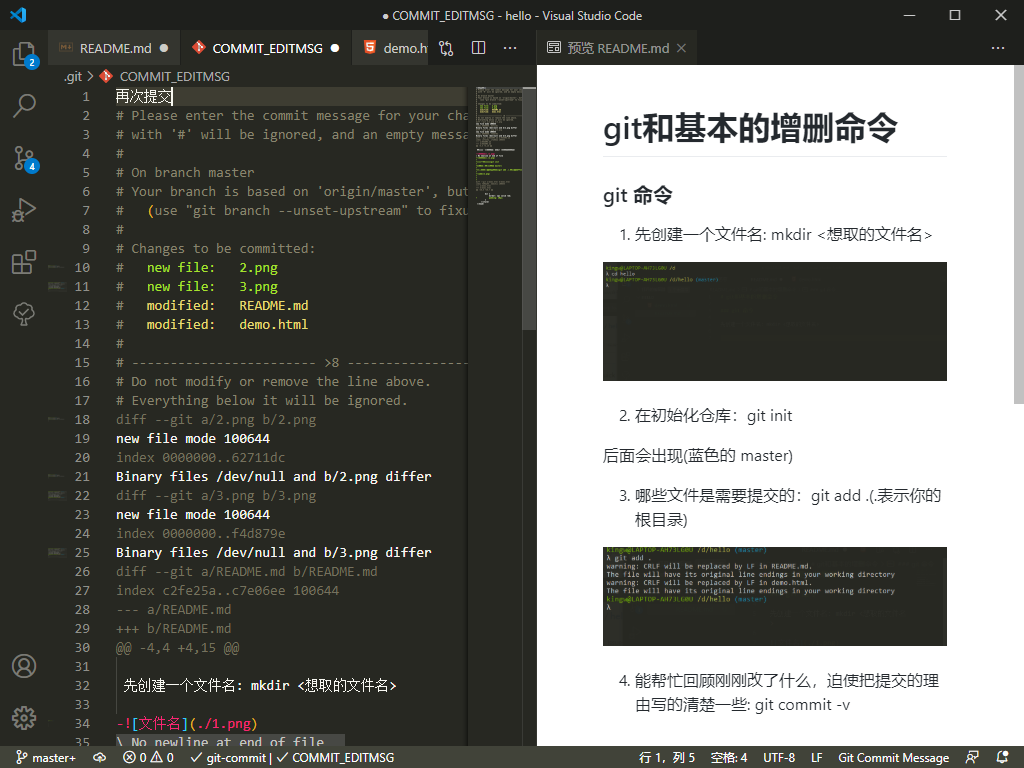 ● COMMIT_EDITMSG - hello - Visual Studio Code
README.md ●
COMMIT_EDITMSG ●
demo.h
预览 README.md
.git > COMMIT_EDITMSG
2
4
1 再次提交
2 # Please enter the commit message for your cha
3 # with '#' will be ignored, and an empty messa
4 #
5 # On branch master
6 # Your branch is based on 'origin/master', but
7 #   (use "git branch --unset-upstream" to fixu
8 #
9 # Changes to be committed:
10 #   new file:   2.png
11 #   new file:   3.png
12 #   modified:   README.md
13 #   modified:   demo.html
14 #
15 # ------------------------ >8 ----------------
16 # Do not modify or remove the line above.
17 # Everything below it will be ignored.
18 diff --git a/2.png b/2.png
19 new file mode 100644
20 index 0000000..62711dc
21 Binary files /dev/null and b/2.png differ
22 diff --git a/3.png b/3.png
23 new file mode 100644
24 index 0000000..f4d879e
25 Binary files /dev/null and b/3.png differ
26 diff --git a/README.md b/README.md
27 index c2fe25a..c7e06ee 100644
28 --- a/README.md
29 +++ b/README.md
30 @@ -4,4 +4,15 @@
31
32 先创建一个文件名: mkdir <想取的文件名>
33
34 -![文件名](./1.png)
35 \ No newline at end of file
git和基本的增删命令
git 命令
1. 先创建一个文件名: mkdir <想取的文件名>
λ cd hello
/d/hello (master)
λ
2. 在初始化仓库：git init
后面会出现(蓝色的 master)
3. 哪些文件是需要提交的：git add .(.表示你的
根目录)
kingw@LAPTOP-AH73LG0U /d/hello (master)
λ git add .
warning: CRLF will be replaced by LF in README.md.
The file will have its original line endings in your working directory
warning: CRLF will be replaced by LF in demo.html.
The file will have its original line endings in your working directory
kingw@LAPTOP-AH73LG0U /d/hello (master)
λ
4. 能帮忙回顾刚刚改了什么，迫使把提交的理
由写的清楚一些: git commit -v
master+
0 0
git-commit | COMMIT_EDITMSG
行 1，列 5
空格: 4
UTF-8
LF
Git Commit Message